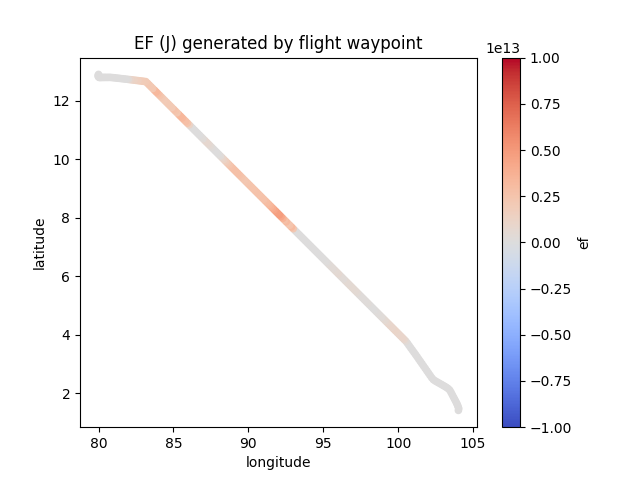 EF (J) generated by flight waypoint
1e13
1.00
0.75
0.50
0.25
0.00
−0.25
−0.50
−0.75
−1.00
ef
12
10
8
6
4
2
latitude
80 85 90 95 100 105
longitude